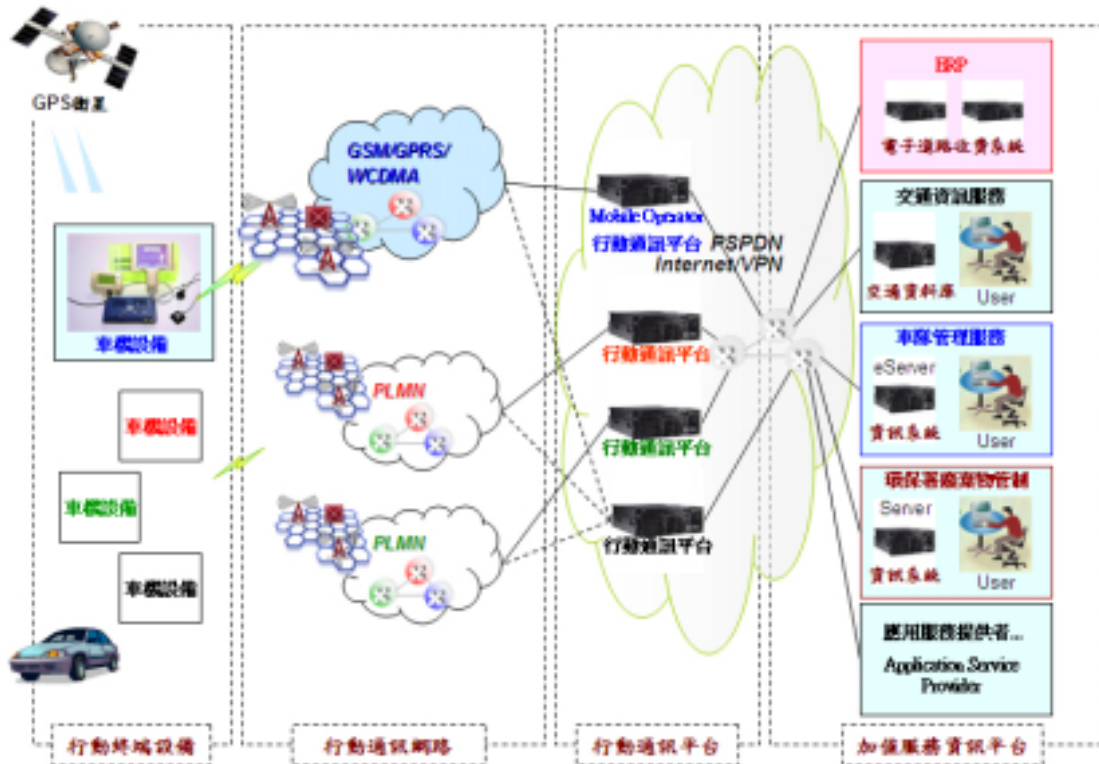 GPS衛星
車機設備
車機設備
車機設備
車機設備
行動終端設備
GSM/GPRS/
WCDMA
PLMN
PLMN
行動通訊網路
Mobile Operator
行動通訊平台
PSPDN
Internet/VPN
行動通訊平台
行動通訊平台
行動通訊平台
行動通訊平台
電子道路收費系統
交通資訊服務
交通資料庫
User
車隊管理服務
eServer
資訊系統
User
環保署廢棄物管制
Server
資訊系統
User
應用服務提供者...
Application Service
Provider
加值服務資訊平台